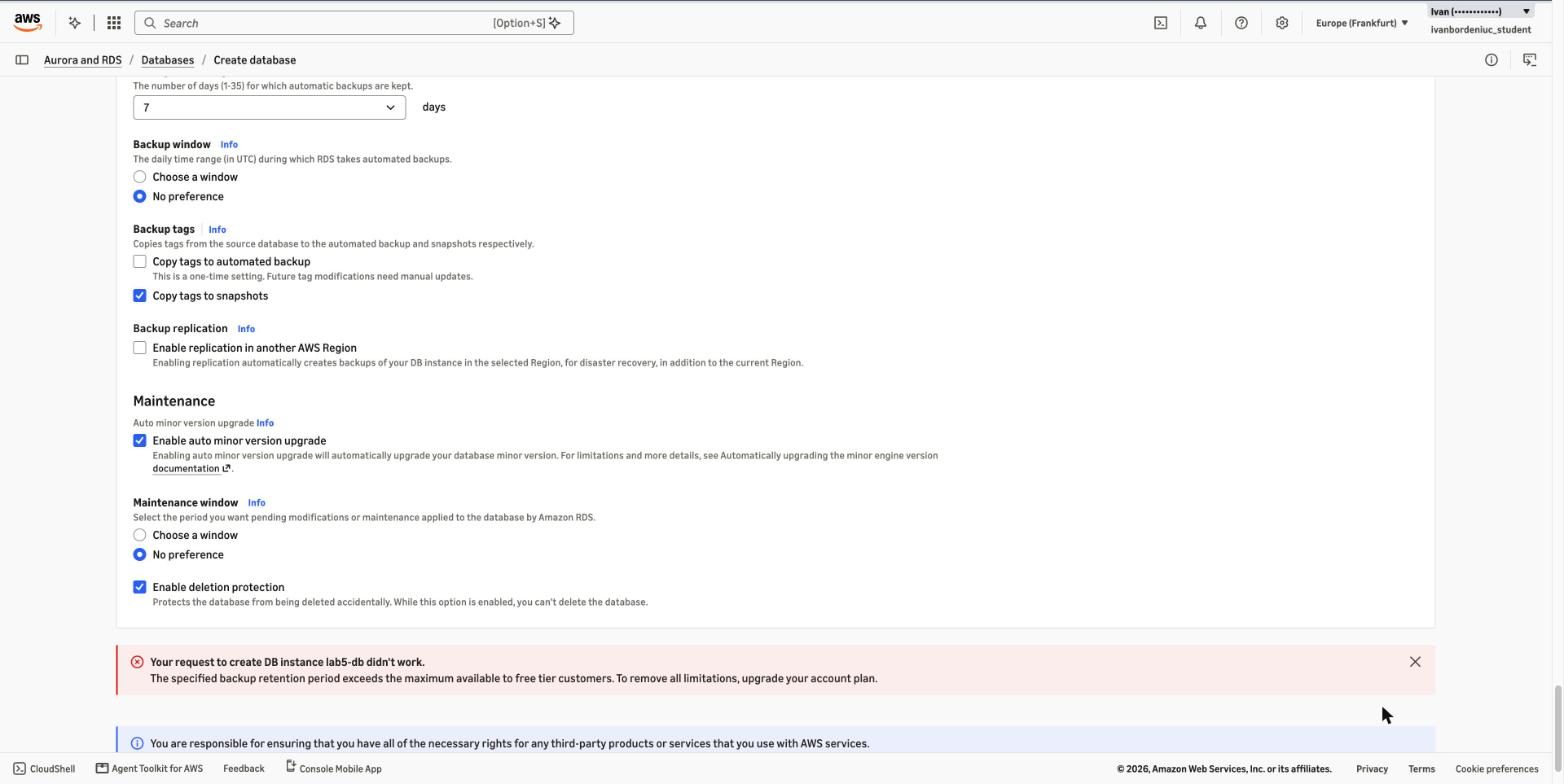 aws
Search
[Option+S]
Europe (Frankfurt)
Ivan (••••••••••••)
ivanbordeniuc_student
Aurora and RDS / Databases / Create database
The number of days (1-35) for which automatic backups are kept.
7
days
Backup window Info
The daily time range (in UTC) during which RDS takes automated backups.
Choose a window
No preference
Backup tags Info
Copies tags from the source database to the automated backup and snapshots respectively.
Copy tags to automated backup
This is a one-time setting. Future tag modifications need manual updates.
Copy tags to snapshots
Backup replication Info
Enable replication in another AWS Region
Enabling replication automatically creates backups of your DB instance in the selected Region, for disaster recovery, in addition to the current Region.
Maintenance
Auto minor version upgrade Info
Enable auto minor version upgrade
Enabling auto minor version upgrade will automatically upgrade your database minor version. For limitations and more details, see Automatically upgrading the minor engine version
documentation .
Maintenance window Info
Select the period you want pending modifications or maintenance applied to the database by Amazon RDS.
Choose a window
No preference
Enable deletion protection
Protects the database from being deleted accidentally. While this option is enabled, you can't delete the database.
Your request to create DB instance lab5-db didn't work.
The specified backup retention period exceeds the maximum available to free tier customers. To remove all limitations, upgrade your account plan.
You are responsible for ensuring that you have all of the necessary rights for any third-party products or services that you use with AWS services.
CloudShell
Agent Toolkit for AWS
Feedback
Console Mobile App
© 2026, Amazon Web Services, Inc. or its affiliates.
Privacy
Terms
Cookie preferences